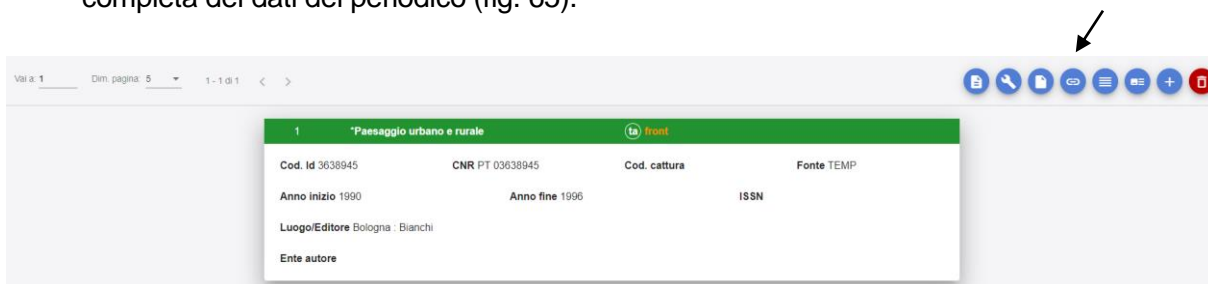 completa dei dati del periodico (fig. 65).
Vai a: 1 Dim. pagina: 5 1 - 1 di 1
1 *Paesaggio urbano e rurale ta front
Cod. Id 3638945 CNR PT 03638945 Cod. cattura Fonte TEMP
Anno inizio 1990 Anno fine 1996 ISSN
Luogo/Editore Bologna : Bianchi
Ente autore